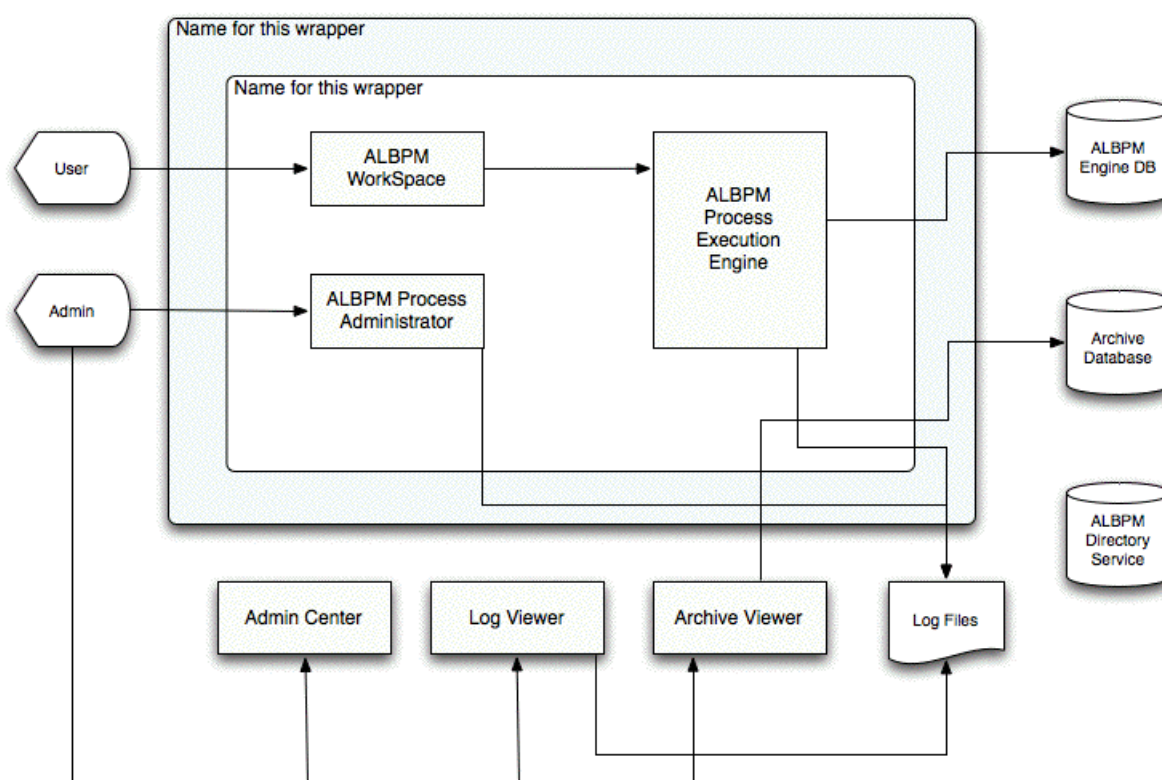 Name for this wrapper
Name for this wrapper
User
ALBPM
WorkSpace
ALBPM
Process
Execution
Engine
ALBPM
Engine DB
Admin
ALBPM Process
Administrator
Archive
Database
ALBPM
Directory
Service
Admin Center
Log Viewer
Archive Viewer
Log Files